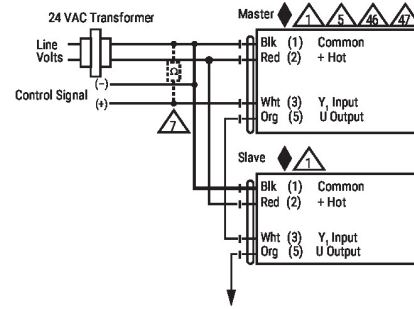 24 VAC Transformer
Master 1 5 46 47
Line Volts
Blk (1) Common
Red (2) + Hot
Ω
(–)
Control Signal
(+)
Wht (3) Y1 Input
Org (5) U Output
7
Slave 1
Blk (1) Common
Red (2) + Hot
Wht (3) Y1 Input
Org (5) U Output